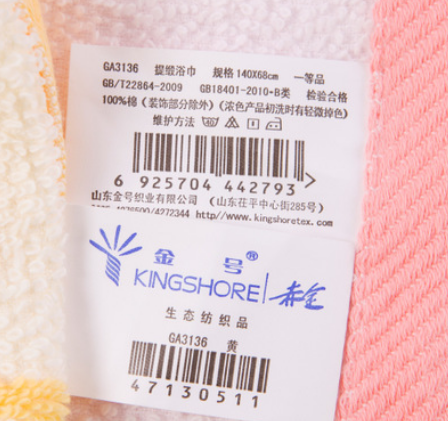 GA3136 提缎浴巾 规格140X68cm 一等品
GB/T22864-2009 GB18401-2010-B类 检验合格
100%棉（装饰部分除外）（浓色产品初洗时有轻微掉色）
维护方法
6 925704 442793 >
山东金号织业有限公司 （山东茌平中心街285号）
4272344 http//www.kingshoretex.com
金号®
KINGSHORE 金
生态纺织品
GA3136 黄
47130511